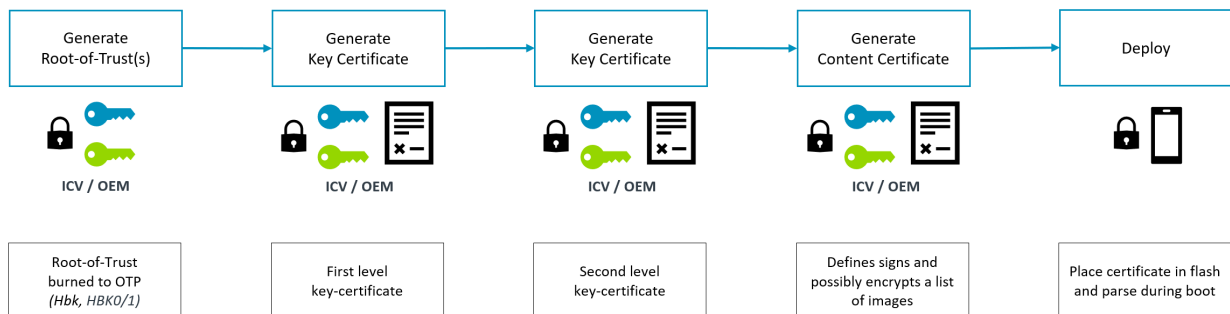 Generate
Root-of-Trust(s)
Generate
Key Certificate
Generate
Key Certificate
Generate
Content Certificate
Deploy
ICV / OEM
ICV / OEM
ICV / OEM
ICV / OEM
Root-of-Trust
burned to OTP
(Hbk, HBK0/1)
First level
key-certificate
Second level
key-certificate
Defines signs and
possibly encrypts a list
of images
Place certificate in flash
and parse during boot